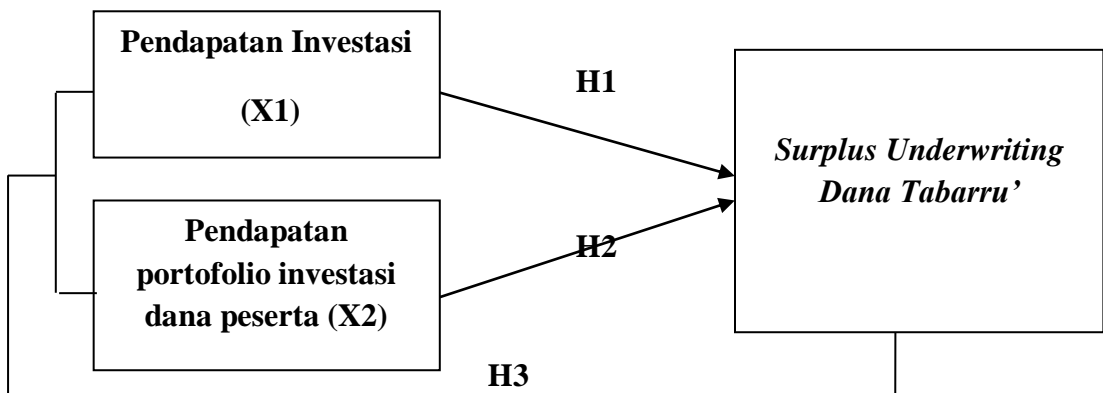 Pendapatan Investasi
(X1)
H1
Surplus Underwriting
Dana Tabarru’
Pendapatan
portofolio investasi
dana peserta (X2)
H2
H3